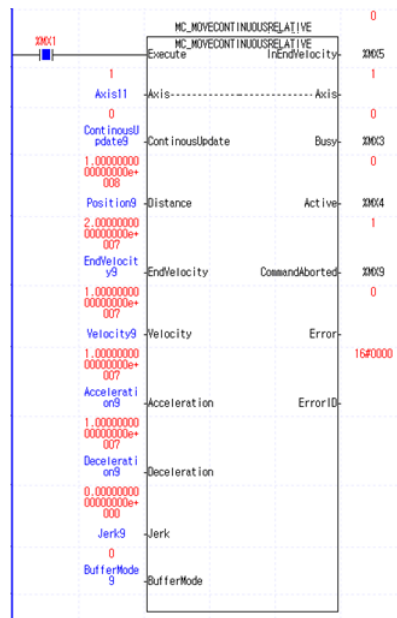 0
MC_MOVECONTINUOUSRELATIVE
%MX1 MC_MOVECONTINUOUSRELATIVE
Execute InEndVelocity %MX5
1 1
Axis11 Axis Axis
0 0
ContinousU
pdate9 ContinousUpdate Busy %MX3
1.00000000 0
00000000e+
008
Position9 Distance Active %MX4
2.00000000 1
00000000e+
007
EndVelocit
y9 EndVelocity CommandAborted %MX9
1.00000000 0
00000000e+
007
Velocity9 Velocity Error
1.00000000 16#0000
00000000e+
007
Accelerati
on9 Acceleration ErrorID
1.00000000
00000000e+
007
Decelerati
on9 Deceleration
0.00000000
00000000e+
000
Jerk9 Jerk
0
BufferMode
9 BufferMode